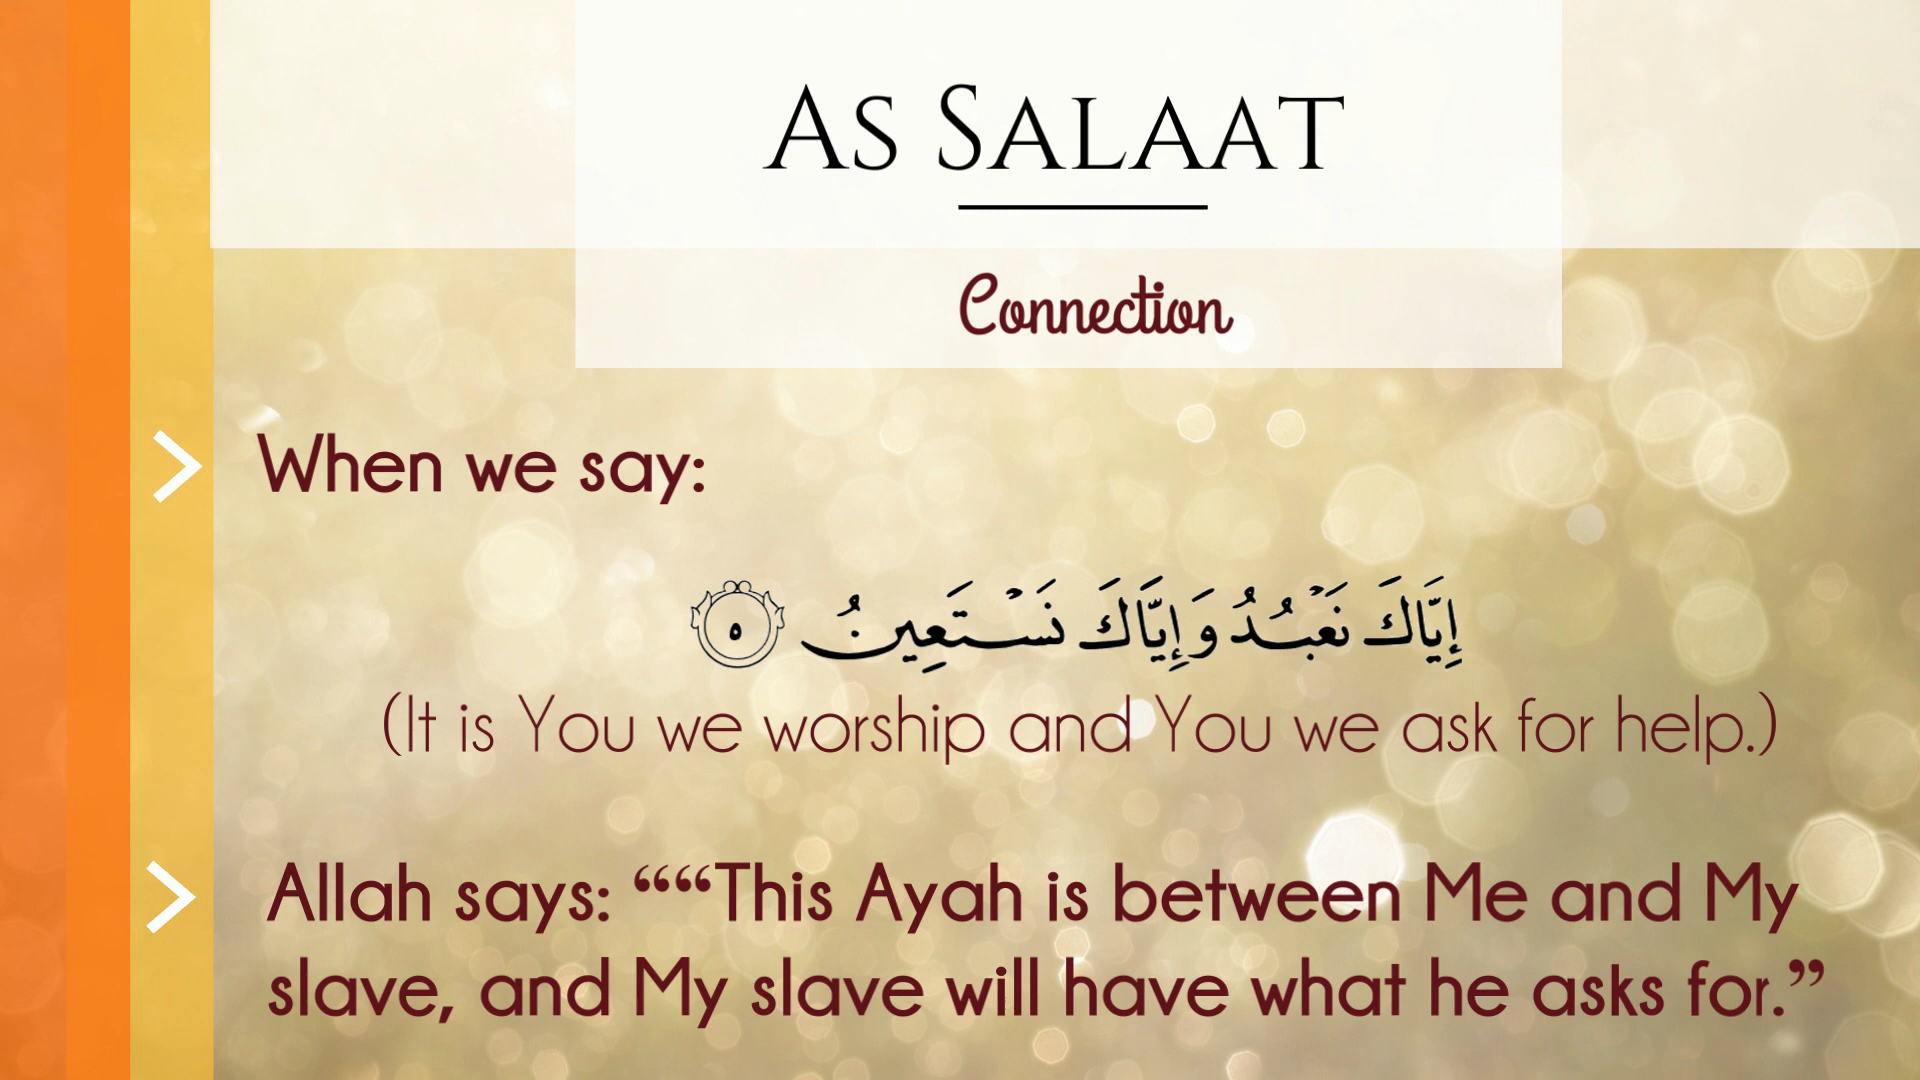 As Salaat
Connection
When we say:
إِيَّاكَ نَعْبُدُ وَإِيَّاكَ نَسْتَعِينُ ٥
(It is You we worship and You we ask for help.)
Allah says: ““This Ayah is between Me and My
slave, and My slave will have what he asks for.”